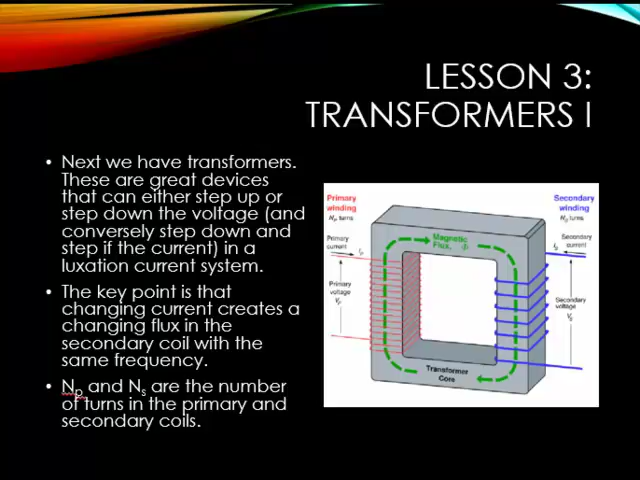 LESSON 3:
TRANSFORMERS I
• Next we have transformers.
These are great devices
that can either step up or
step down the voltage (and
conversely step down and
step if the current) in a
luxation current system.
• The key point is that
changing current creates a
changing flux in the
secondary coil with the
same frequency.
• Np and Ns are the number
of turns in the primary and
secondary coils.
Primary
winding
Secondary
winding
turns
turns
Primary
current
Secondary
current
Magnetic
Flux, Φ
Primary
voltage
Secondary
voltage
Transformer
Core